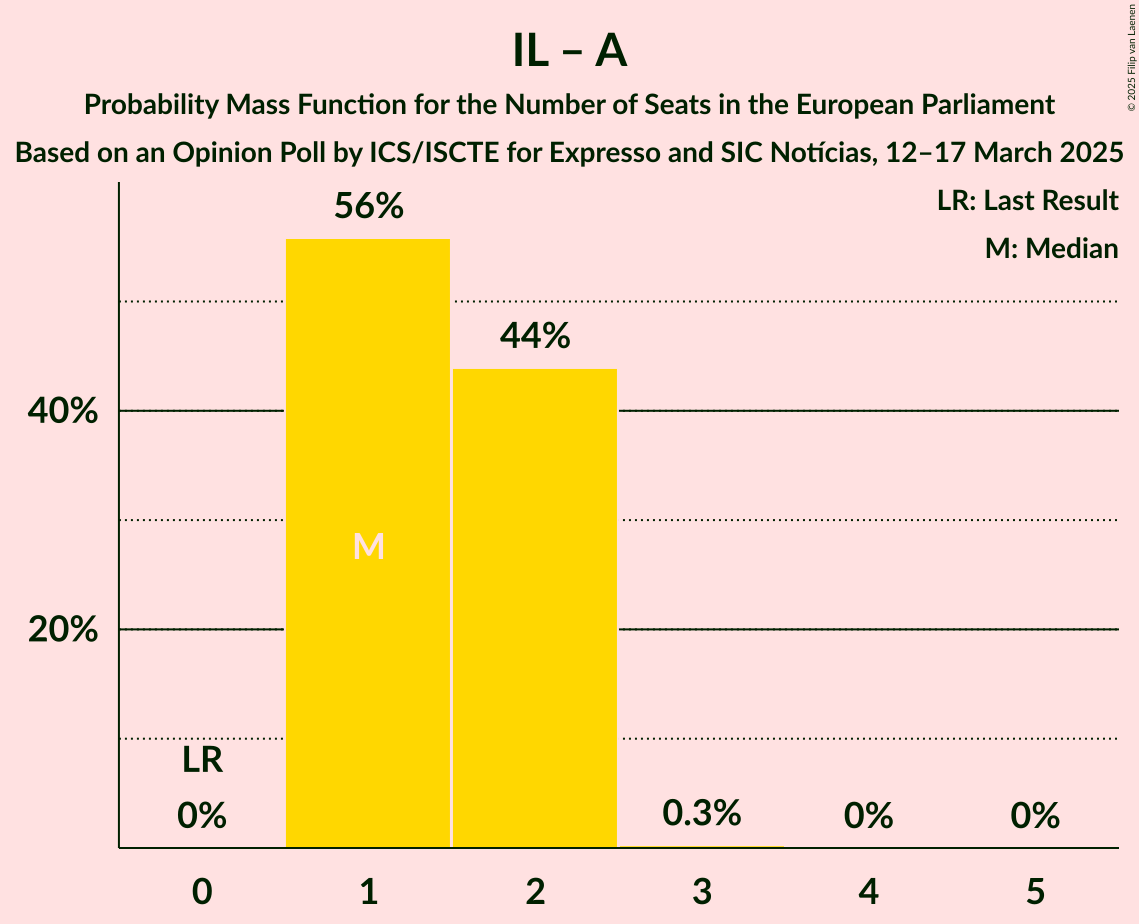 IL – A
Probability Mass Function for the Number of Seats in the European Parliament
Based on an Opinion Poll by ICS/ISCTE for Expresso and SIC Notícias, 12–17 March 2025
© 2025 Filip van Laenen
LR: Last Result
M: Median
56%
44%
40%
M
20%
LR
0%
0.3%
0%
0%
0 1 2 3 4 5